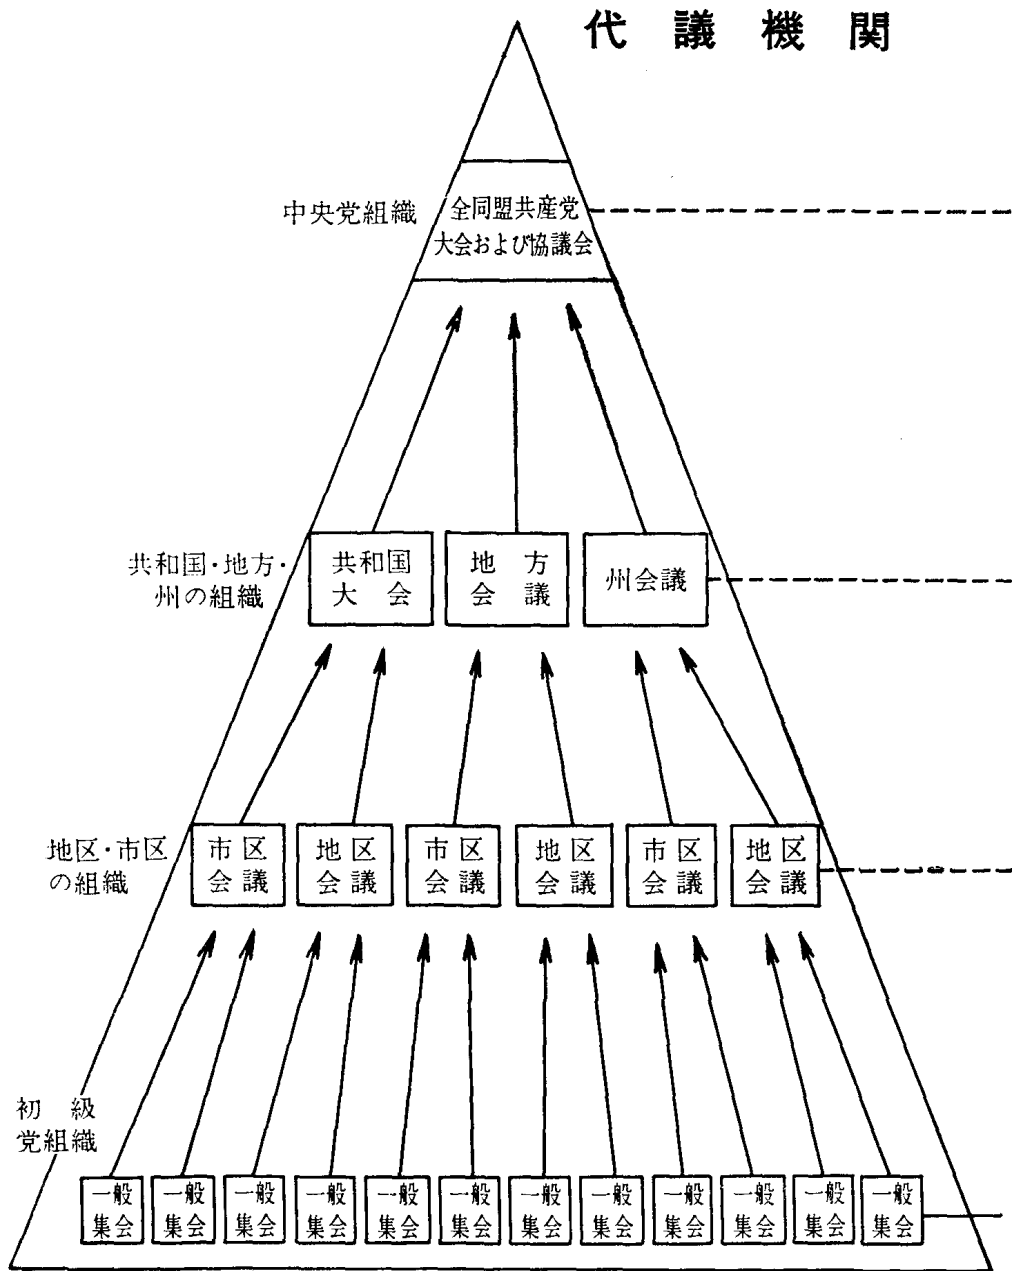 代議機関
中央党組織
全同盟共産党
大会および協議会
共和国・地方・
州の組織
共和国
大会
地方
会議
州会議
地区・市区
の組織
市区
会議
地区
会議
市区
会議
地区
会議
市区
会議
地区
会議
初級
党組織
一般
集会
一般
集会
一般
集会
一般
集会
一般
集会
一般
集会
一般
集会
一般
集会
一般
集会
一般
集会
一般
集会
一般
集会